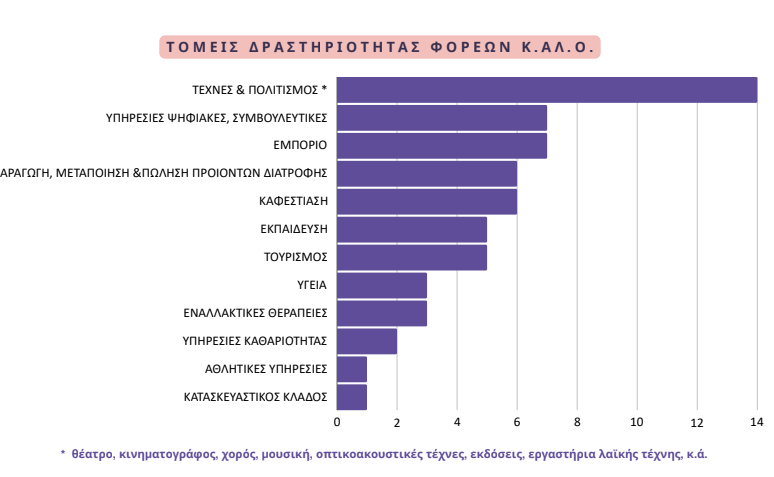 ΤΟΜΕΙΣ ΔΡΑΣΤΗΡΙΟΤΗΤΑΣ ΦΟΡΕΩΝ Κ.ΑΛ.Ο.
ΤΕΧΝΕΣ & ΠΟΛΙΤΙΣΜΟΣ *
ΥΠΗΡΕΣΙΕΣ ΨΗΦΙΑΚΕΣ, ΣΥΜΒΟΥΛΕΥΤΙΚΕΣ
ΕΜΠΟΡΙΟ
ΑΡΑΓΩΓΗ, ΜΕΤΑΠΟΙΗΣΗ &ΠΩΛΗΣΗ ΠΡΟΙΟΝΤΩΝ ΔΙΑΤΡΟΦΗΣ
ΚΑΦΕΣΤΙΑΣΗ
ΕΚΠΑΙΔΕΥΣΗ
ΤΟΥΡΙΣΜΟΣ
ΥΓΕΙΑ
ΕΝΑΛΛΑΚΤΙΚΕΣ ΘΕΡΑΠΕΙΕΣ
ΥΠΗΡΕΣΙΕΣ ΚΑΘΑΡΙΟΤΗΤΑΣ
ΑΘΛΗΤΙΚΕΣ ΥΠΗΡΕΣΙΕΣ
ΚΑΤΑΣΚΕΥΑΣΤΙΚΟΣ ΚΛΑΔΟΣ
0 2 4 6 8 10 12 14
* θέατρο, κινηματογράφος, χορός, μουσική, οπτικοακουστικές τέχνες, εκδόσεις, εργαστήρια λαϊκής τέχνης, κ.ά.